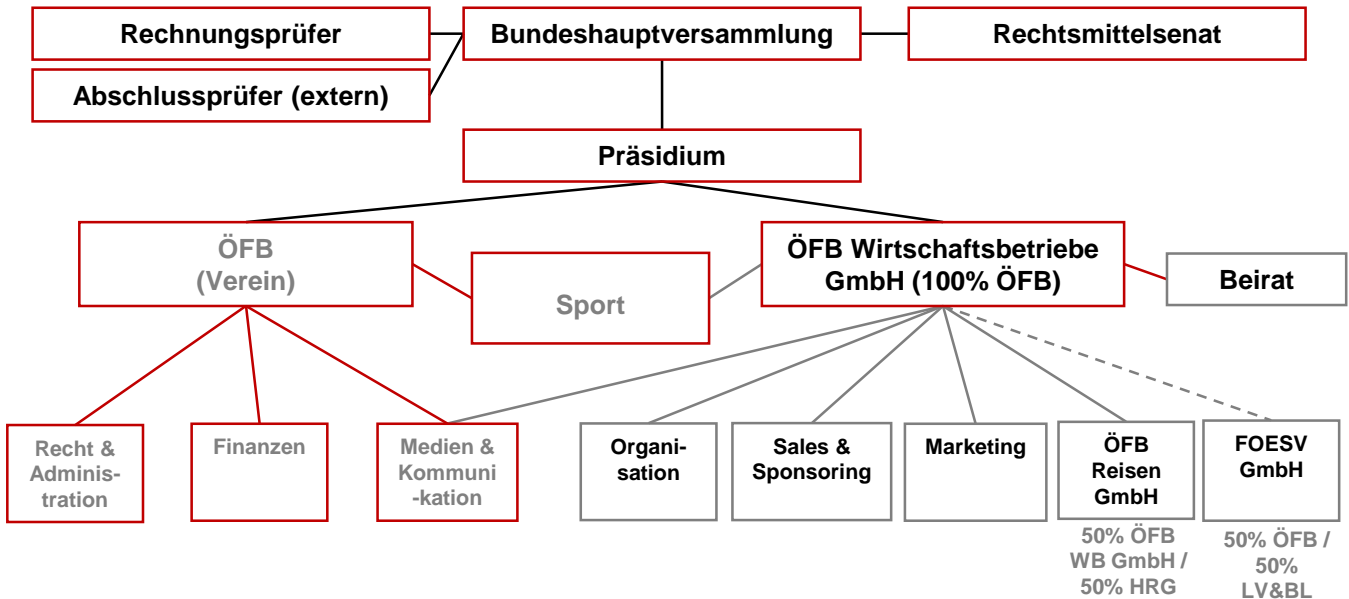 Rechnungsprüfer
Bundeshauptversammlung
Rechtsmittelsenat
Abschlussprüfer (extern)
Präsidium
ÖFB
(Verein)
Sport
ÖFB Wirtschaftsbetriebe
GmbH (100% ÖFB)
Beirat
Recht &
Adminis-
tration
Finanzen
Medien &
Kommuni
-kation
Organi-
sation
Sales &
Sponsoring
Marketing
ÖFB
Reisen
GmbH
FOESV
GmbH
50% ÖFB
WB GmbH /
50% HRG
50% ÖFB /
50%
LV&BL